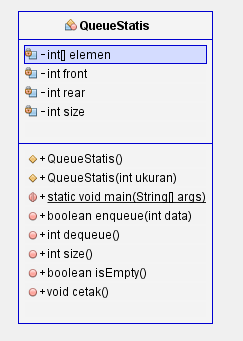 QueueStatis
-int[] elemen
-int front
-int rear
-int size
+QueueStatis()
+QueueStatis(int ukuran)
+static void main(String[] args)
+boolean enqueue(int data)
+int dequeue()
+int size()
+boolean isEmpty()
+void cetak()